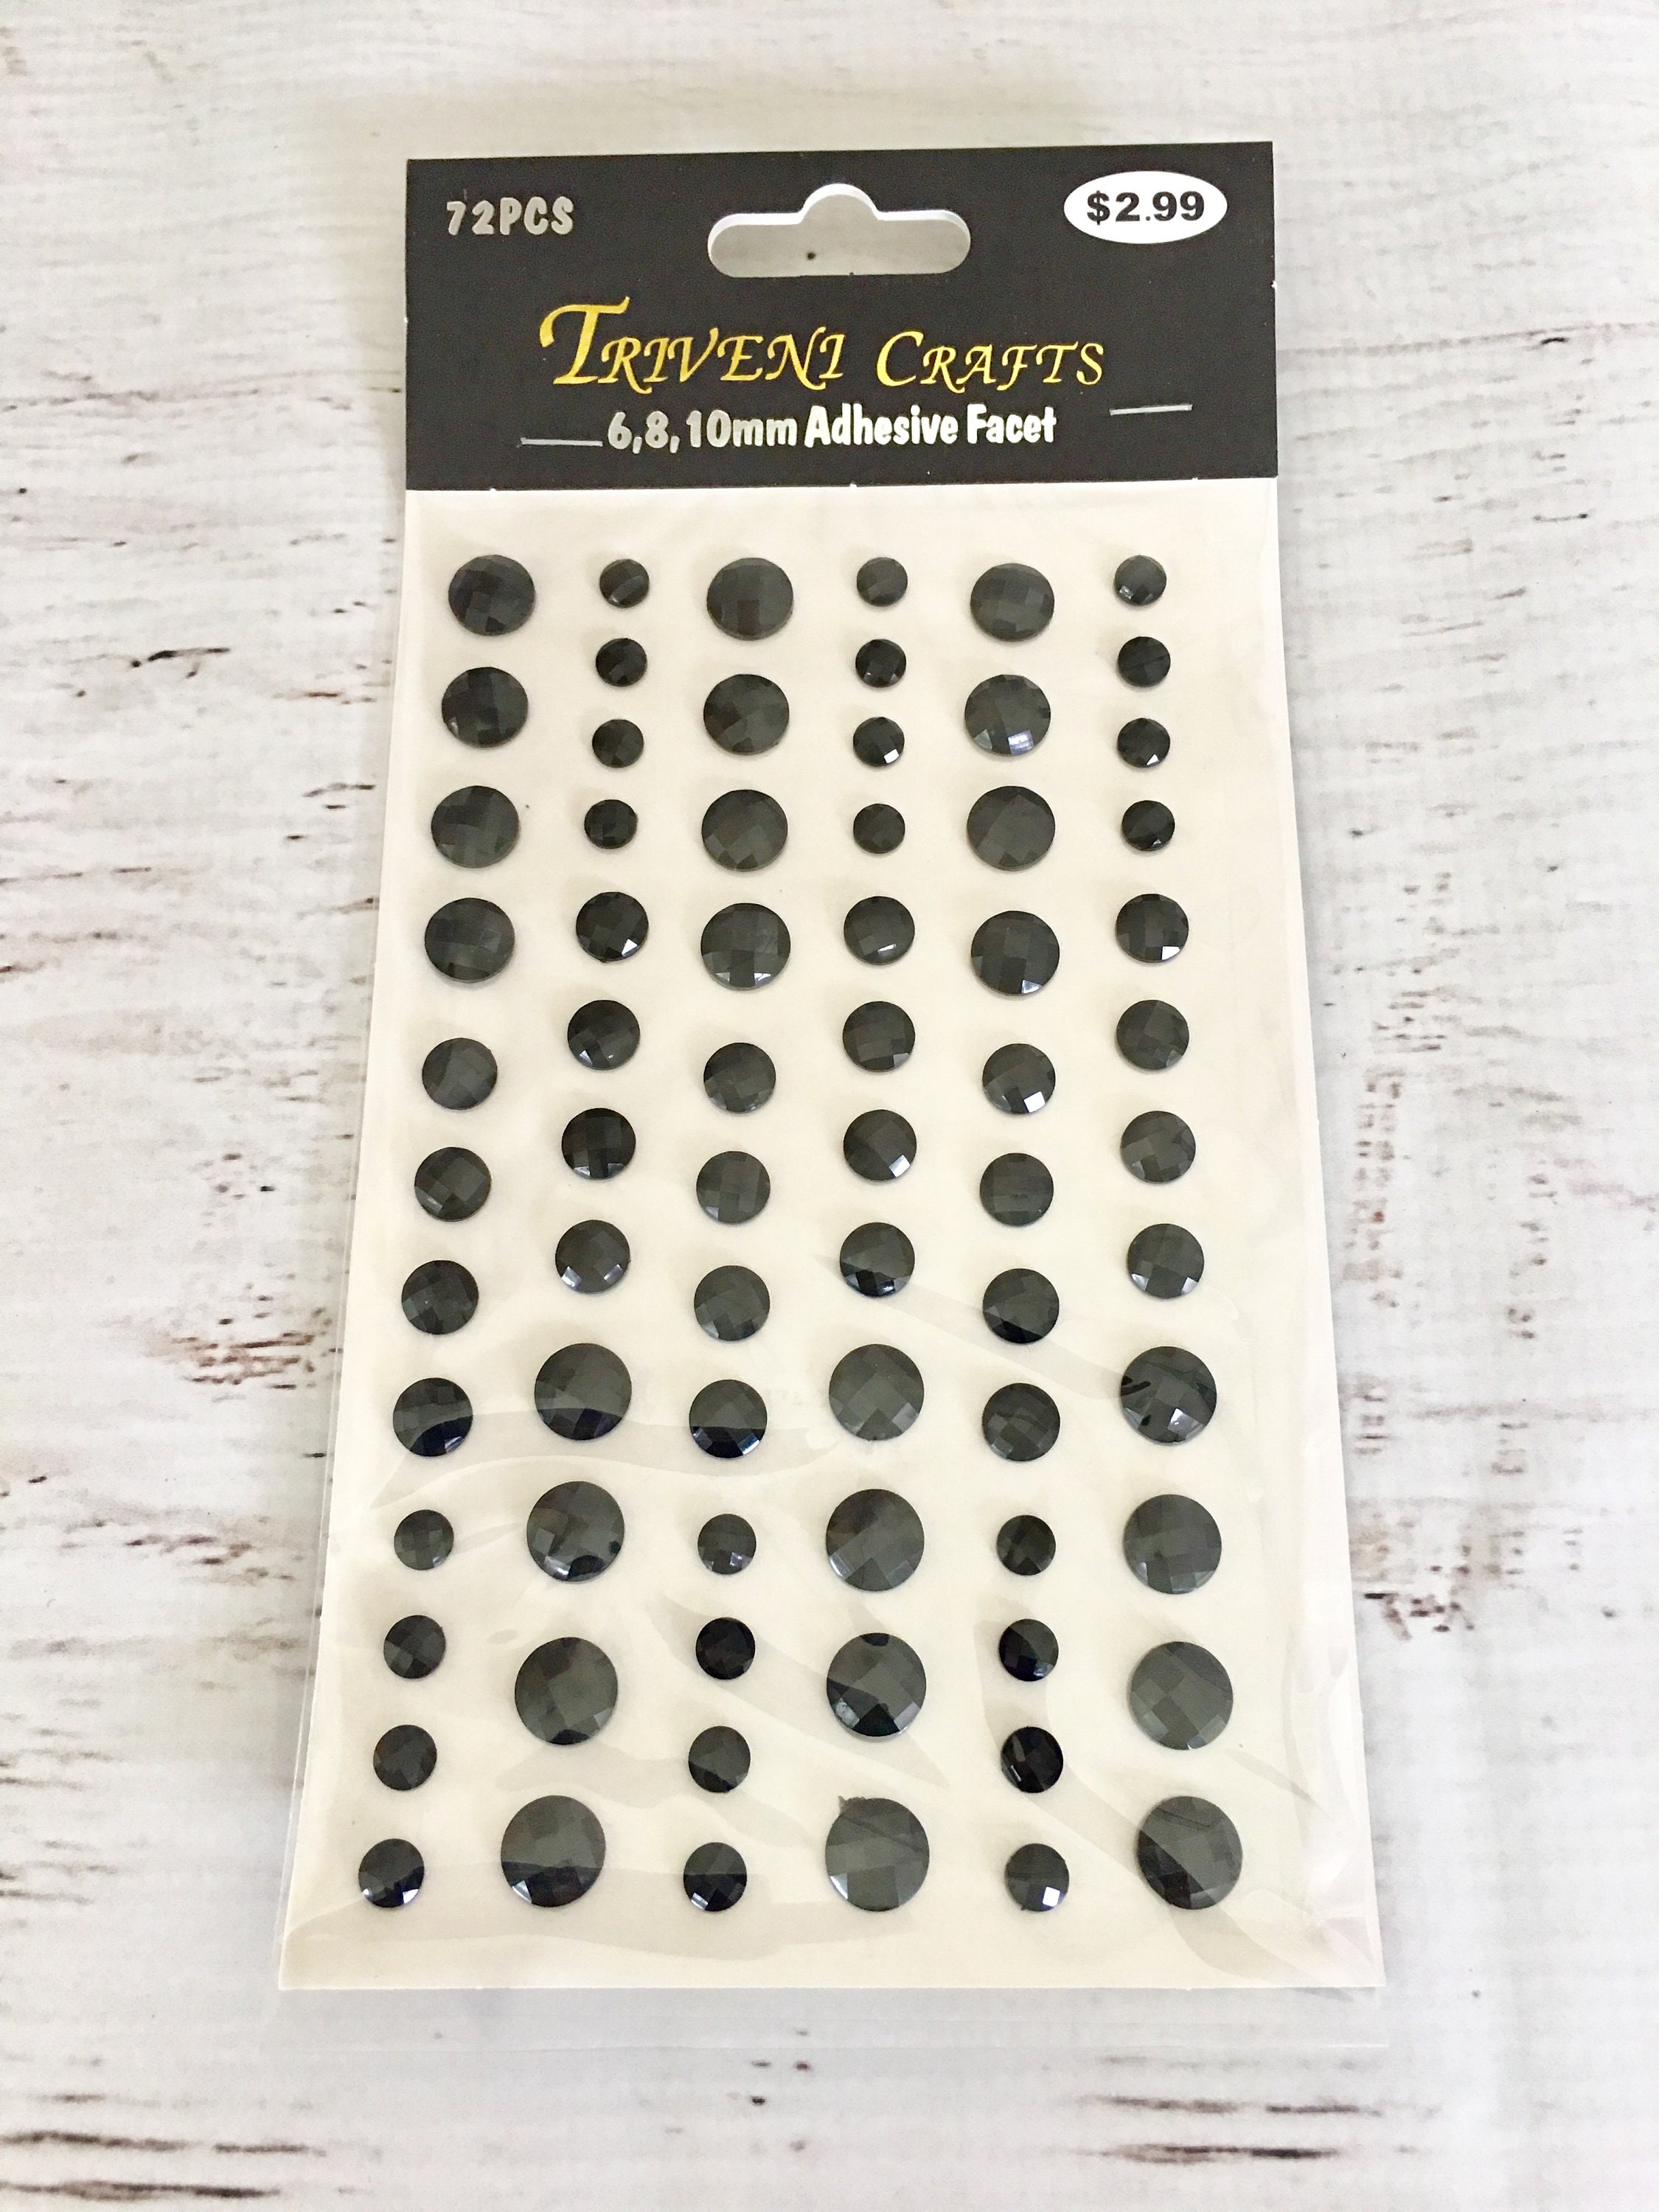 72PCS
$2.99
TRIVENI CRAFTS
6,8,10mm Adhesive Facet